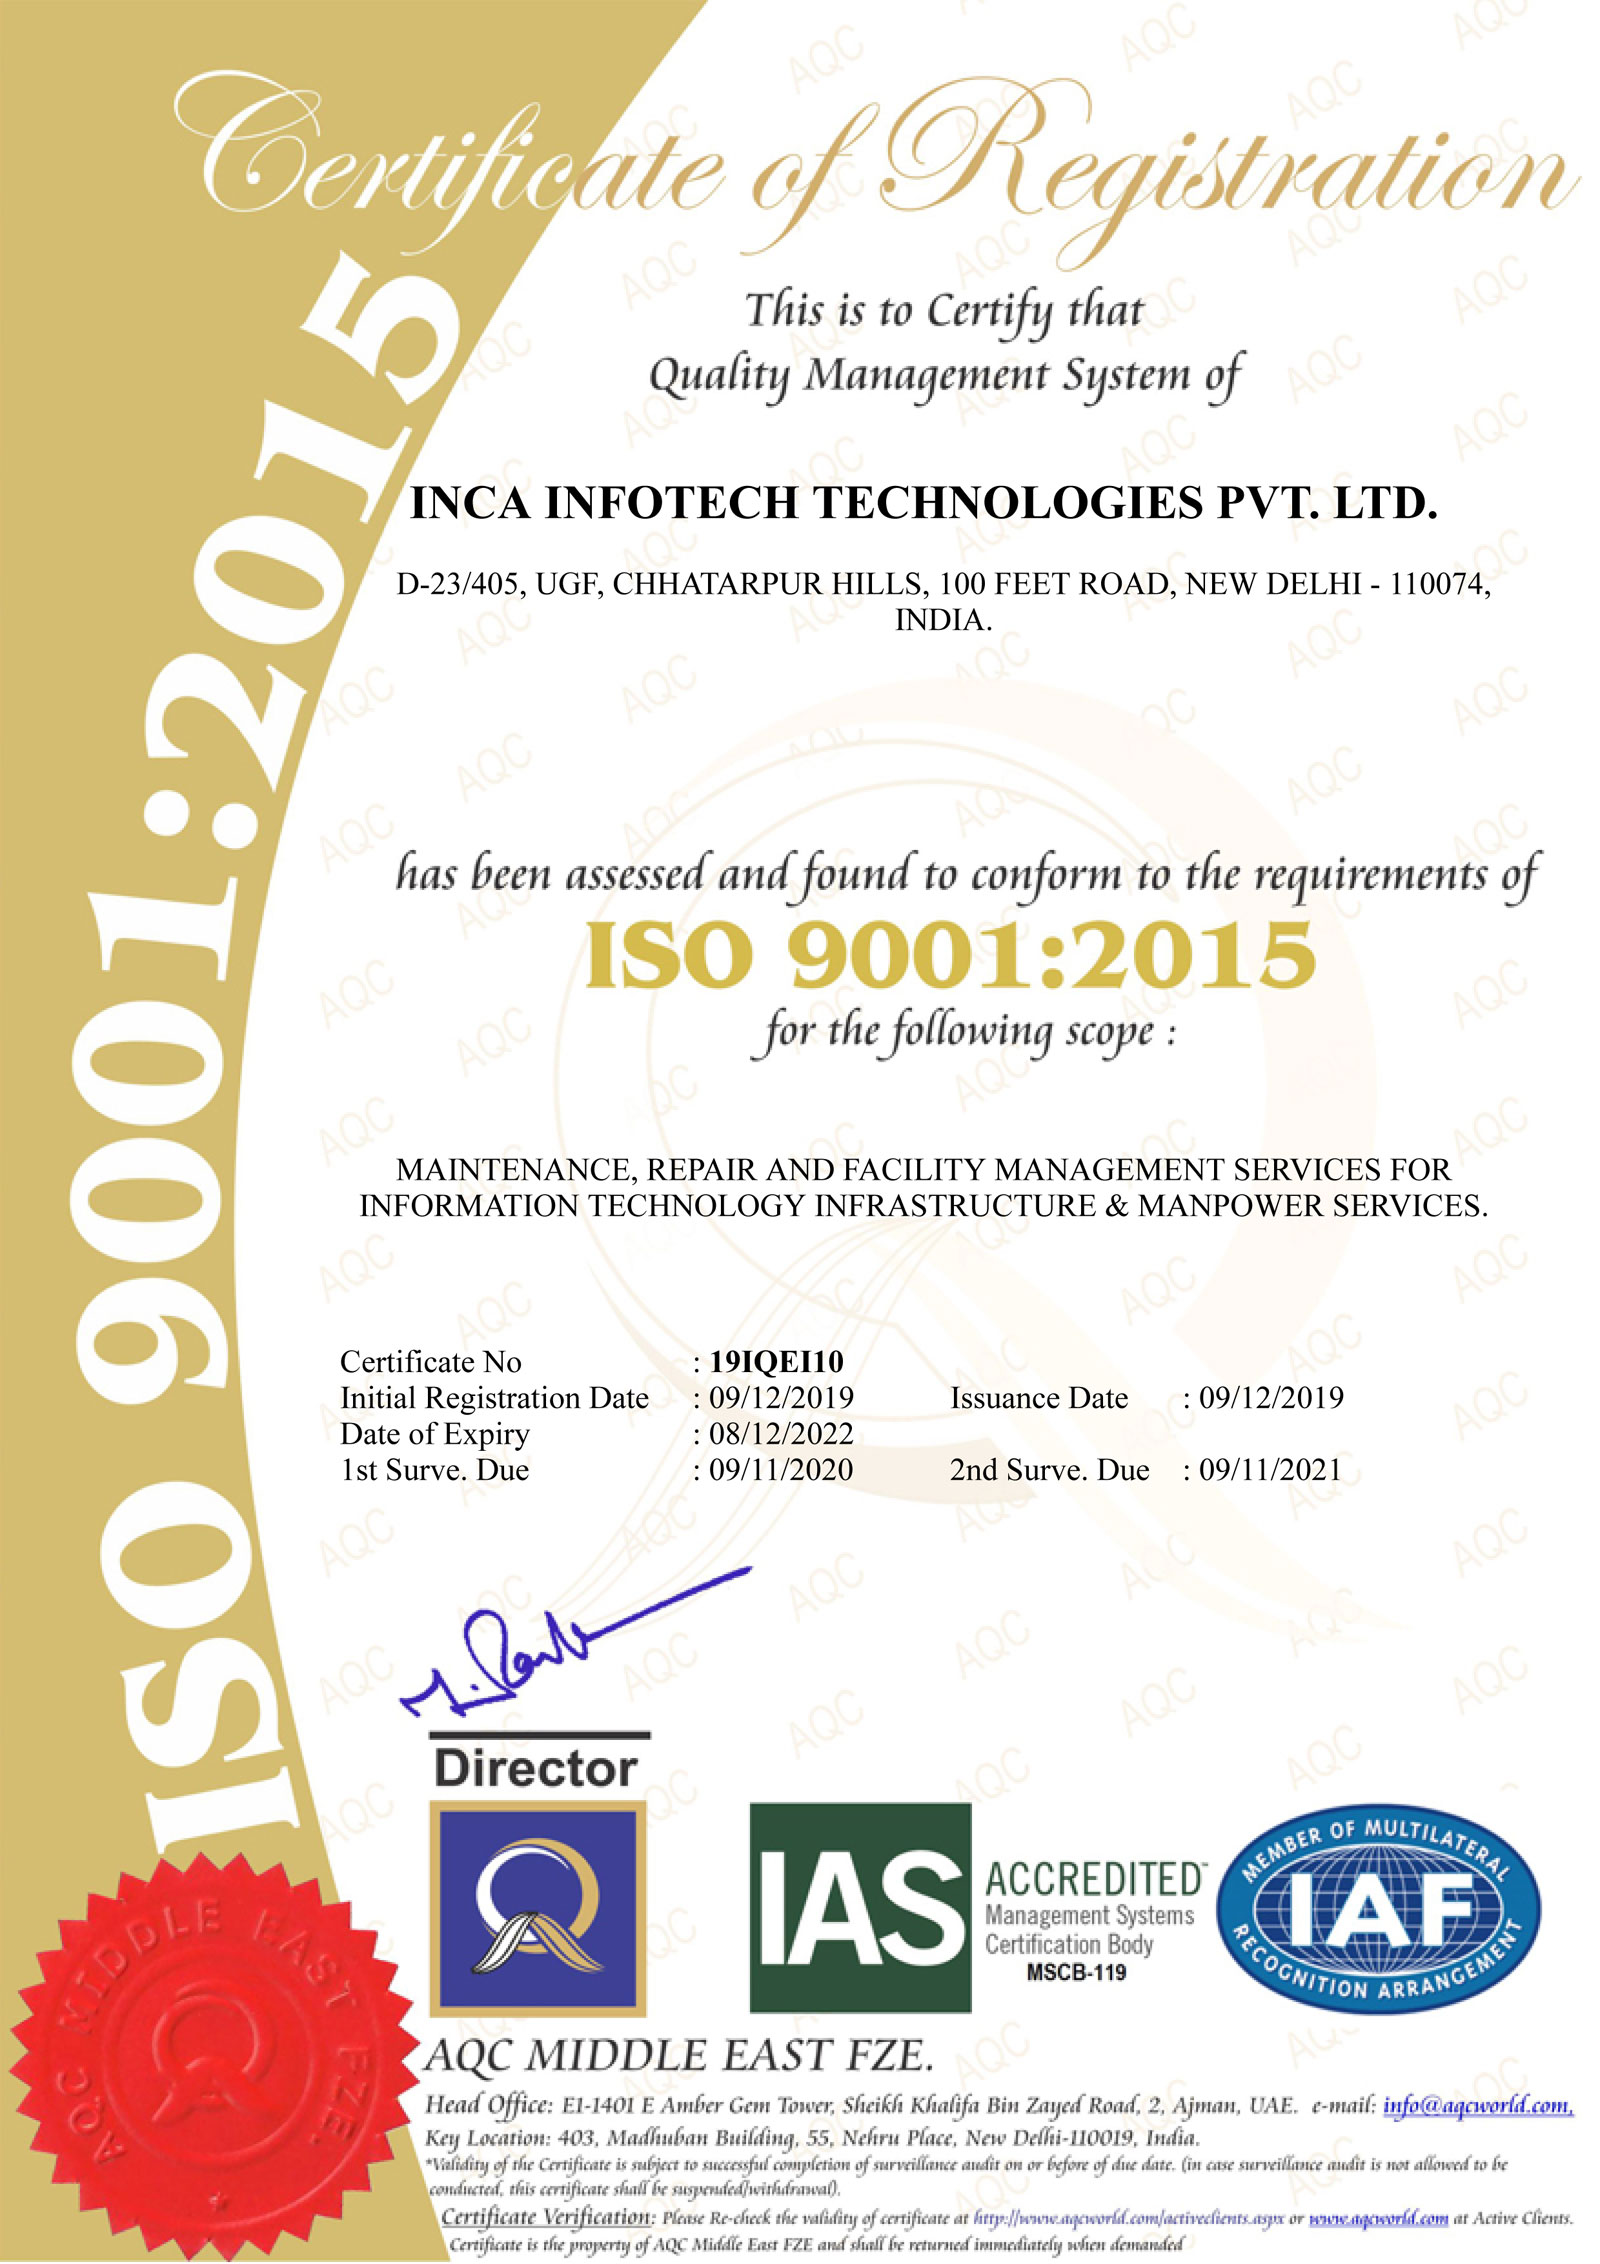 Certificate of Registration
This is to Certify that
Quality Management System of
INCA INFOTECH TECHNOLOGIES PVT. LTD.
D-23/405, UGF, CHHATARPUR HILLS, 100 FEET ROAD, NEW DELHI - 110074,
INDIA.
has been assessed and found to conform to the requirements of
ISO 9001:2015
for the following scope :
MAINTENANCE, REPAIR AND FACILITY MANAGEMENT SERVICES FOR
INFORMATION TECHNOLOGY INFRASTRUCTURE & MANPOWER SERVICES.
Certificate No : 19IQEI10
Initial Registration Date : 09/12/2019 Issuance Date : 09/12/2019
Date of Expiry : 08/12/2022
1st Surve. Due : 09/11/2020 2nd Surve. Due : 09/11/2021
ISO 9001:2015
Director
IAS
ACCREDITED™
Management Systems
Certification Body
MSCB-119
MEMBER OF MULTILATERAL
IAF
RECOGNITION ARRANGEMENT
AQC MIDDLE EAST FZE.
AQC MIDDLE EAST FZE.
Head Office: E1-1401 E Amber Gem Tower, Sheikh Khalifa Bin Zayed Road, 2, Ajman, UAE. e-mail: info@aqcworld.com,
Key Location: 403, Madhuban Building, 55, Nehru Place, New Delhi-110019, India.
*Validity of the Certificate is subject to successful completion of surveillance audit on or before of due date. (in case surveillance audit is not allowed to be
conducted, this certificate shall be suspended/withdrawal).
Certificate Verification: Please Re-check the validity of certificate at http://www.aqcworld.com/activeclients.aspx or www.aqcworld.com at Active Clients.
Certificate is the property of AQC Middle East FZE and shall be returned immediately when demanded